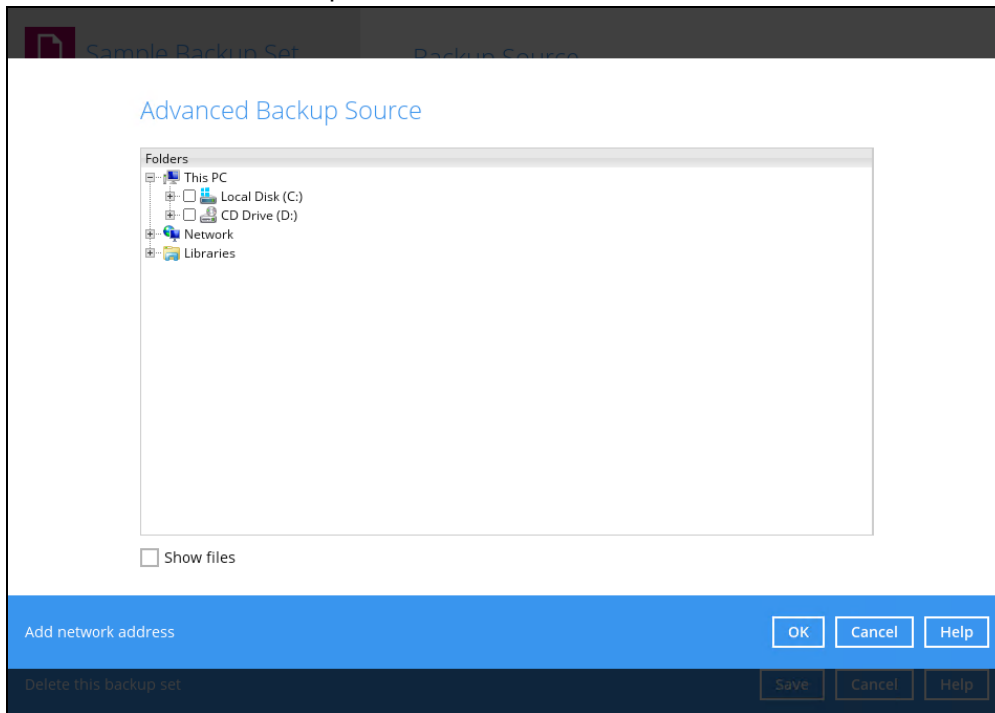 Sample Backup Set
Backup Source
Advanced Backup Source
Folders
This PC
Local Disk (C:)
CD Drive (D:)
Network
Libraries
Show files
Add network address
OK Cancel Help
Delete this backup set
Save Cancel Help